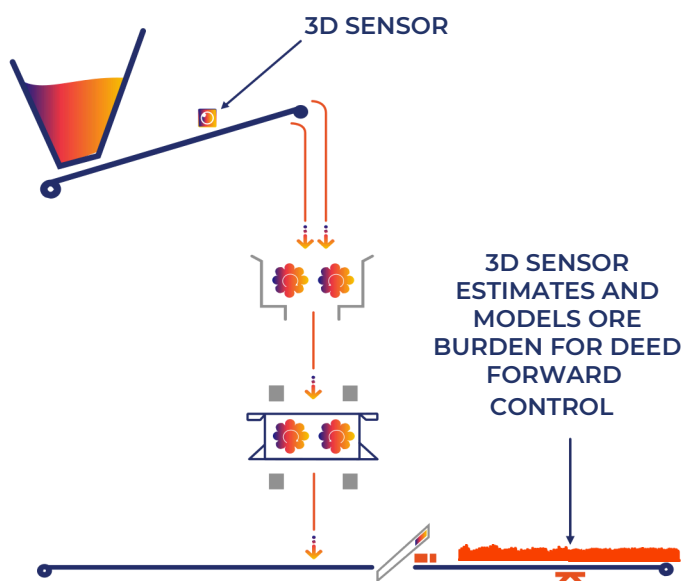 3D SENSOR
3D SENSOR
ESTIMATES AND
MODELS ORE
BURDEN FOR DEED
FORWARD
CONTROL